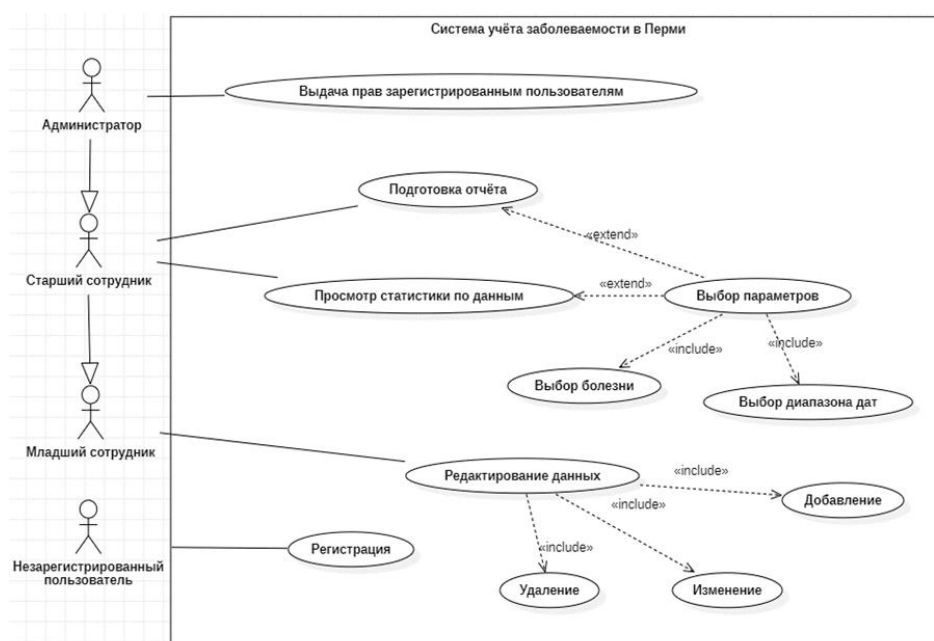 Система учёта заболеваемости в Перми
Выдача прав зарегистрированным пользователям
Администратор
Подготовка отчёта
«extend»
Старший сотрудник
«extend»
Просмотр статистики по данным
Выбор параметров
«include»
«include»
Выбор болезни
Выбор диапазона дат
Младший сотрудник
Редактирование данных
«include»
Добавление
«include»
Незарегистрированный
пользователь
Регистрация
«include»
Удаление
Изменение